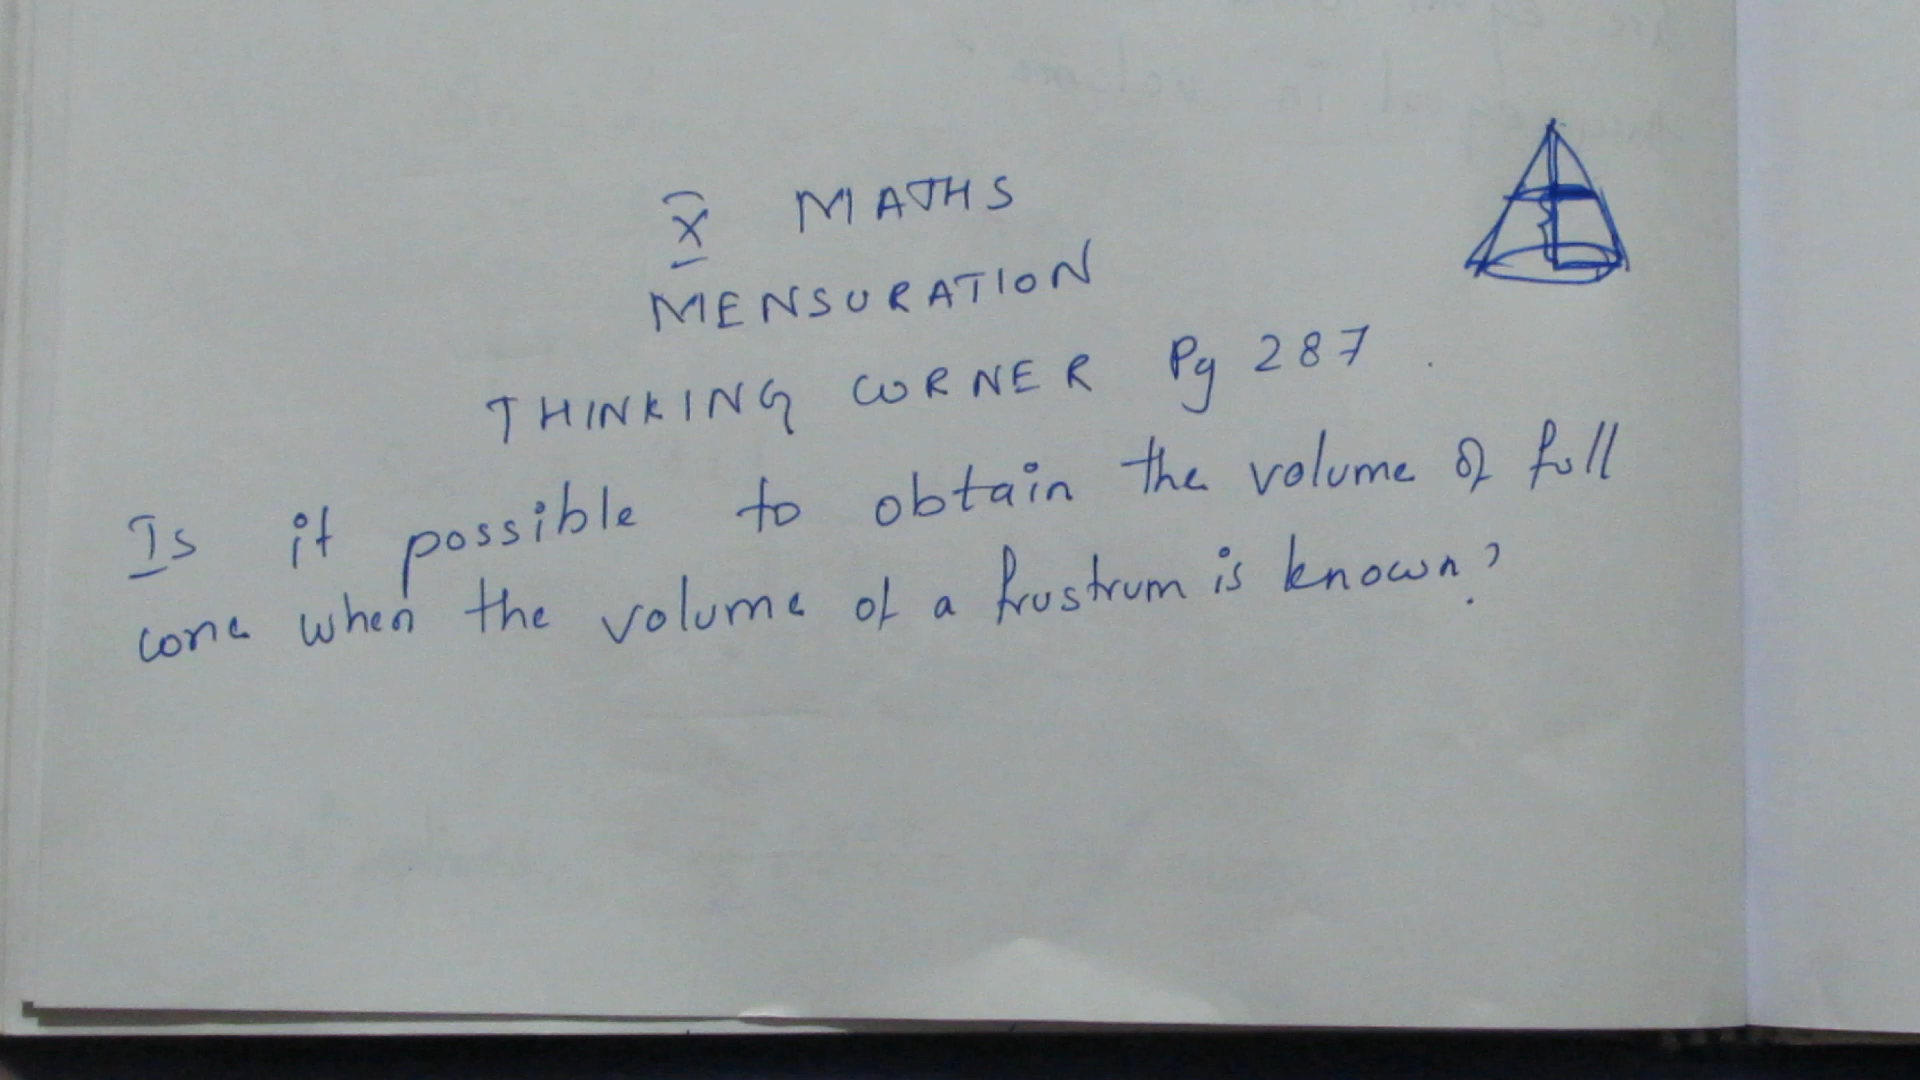 X MATHS
MENSURATION
THINKING CORNER Pg 287.
Is it possible to obtain the volume of full
cone when the volume of a frustrum is known?